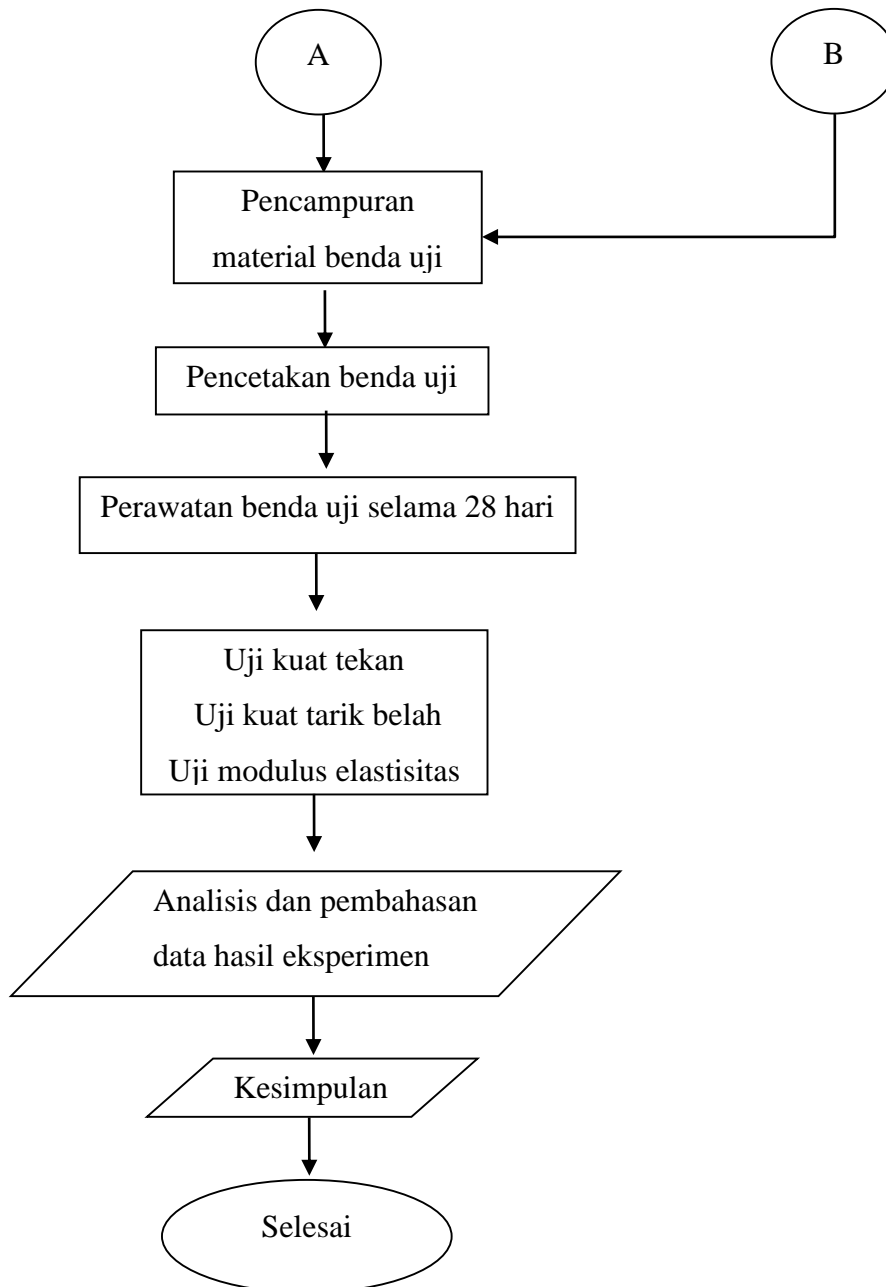 A
B
Pencampuran
material benda uji
Pencetakan benda uji
Perawatan benda uji selama 28 hari
Uji kuat tekan
Uji kuat tarik belah
Uji modulus elastisitas
Analisis dan pembahasan
data hasil eksperimen
Kesimpulan
Selesai